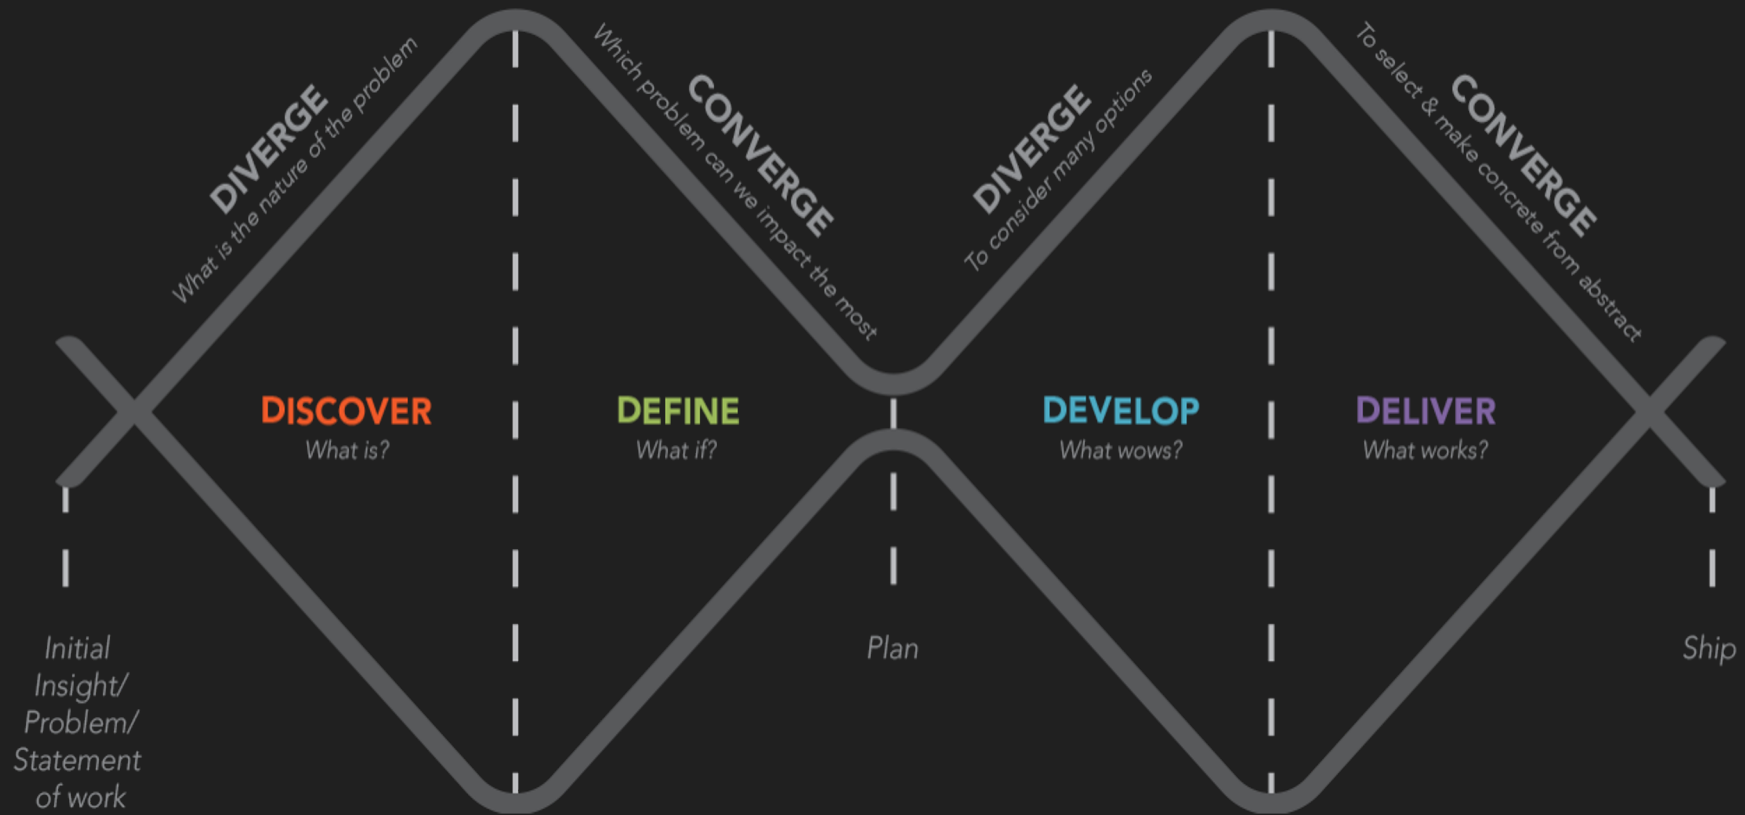 DIVERGE
What is the nature of the problem
CONVERGE
Which problem can we impact the most
DIVERGE
To consider many options
CONVERGE
To select & make concrete from abstract
DISCOVER
What is?
DEFINE
What if?
DEVELOP
What wows?
DELIVER
What works?
Initial
Insight/
Problem/
Statement
of work
Plan
Ship